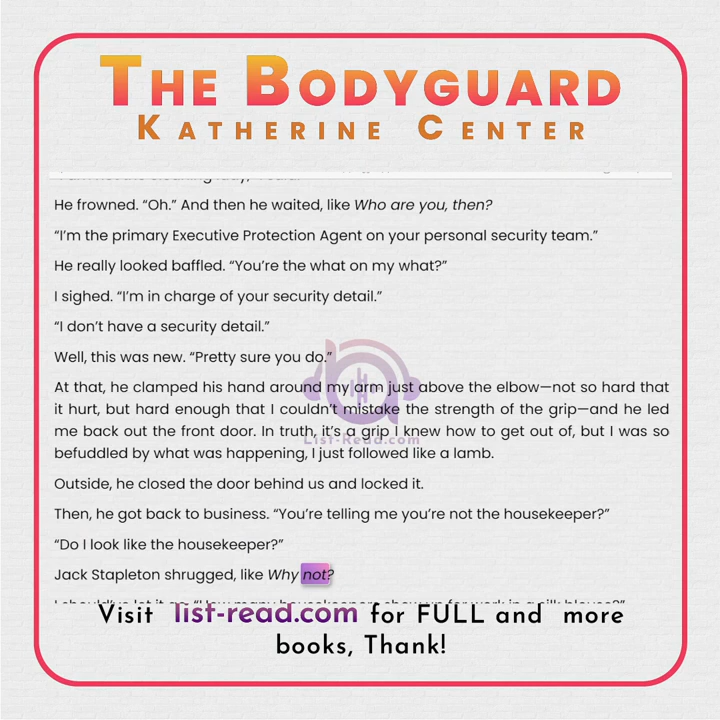 THE BODYGUARD
KATHERINE CENTER
He frowned. “Oh.” And then he waited, like Who are you, then?
“I’m the primary Executive Protection Agent on your personal security team.”
He really looked baffled. “You’re the what on my what?”
I sighed. “I’m in charge of your security detail.”
“I don’t have a security detail.”
Well, this was new. “Pretty sure you do.”
At that, he clamped his hand around my arm just above the elbow—not so hard that
it hurt, but hard enough that I couldn’t mistake the strength of the grip—and he led
me back out the front door. In truth, it’s a grip I knew how to get out of, but I was so
List-Read.com
befuddled by what was happening, I just followed like a lamb.
Outside, he closed the door behind us and locked it.
Then, he got back to business. “You’re telling me you’re not the housekeeper?”
“Do I look like the housekeeper?”
Jack Stapleton shrugged, like Why not?
Visit list-read.com for FULL and more
books, Thank!